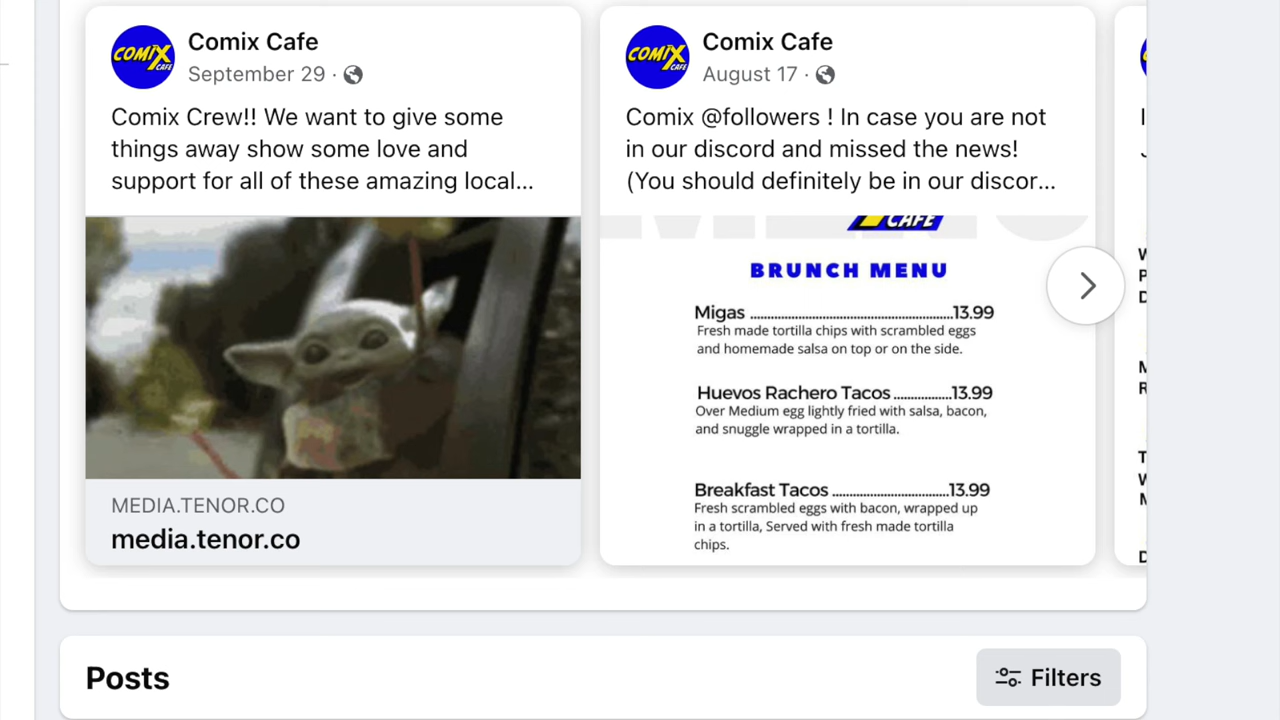 COMIX
CAFE
Comix Cafe
September 29 ·
Comix Crew!! We want to give some
things away show some love and
support for all of these amazing local...
MEDIA.TENOR.CO
media.tenor.co
COMIX
CAFE
Comix Cafe
August 17 ·
Comix @followers ! In case you are not
in our discord and missed the news!
(You should definitely be in our discor...
CAFE
BRUNCH MENU
Migas ......................................................13.99
Fresh made tortilla chips with scrambled eggs
and homemade salsa on top or on the side.
Huevos Rachero Tacos ................13.99
Over Medium egg lightly fried with salsa, bacon,
and snuggle wrapped in a tortilla.
Breakfast Tacos ................................13.99
Fresh scrambled eggs with bacon, wrapped up
in a tortilla, Served with fresh made tortilla
chips.
Posts
Filters